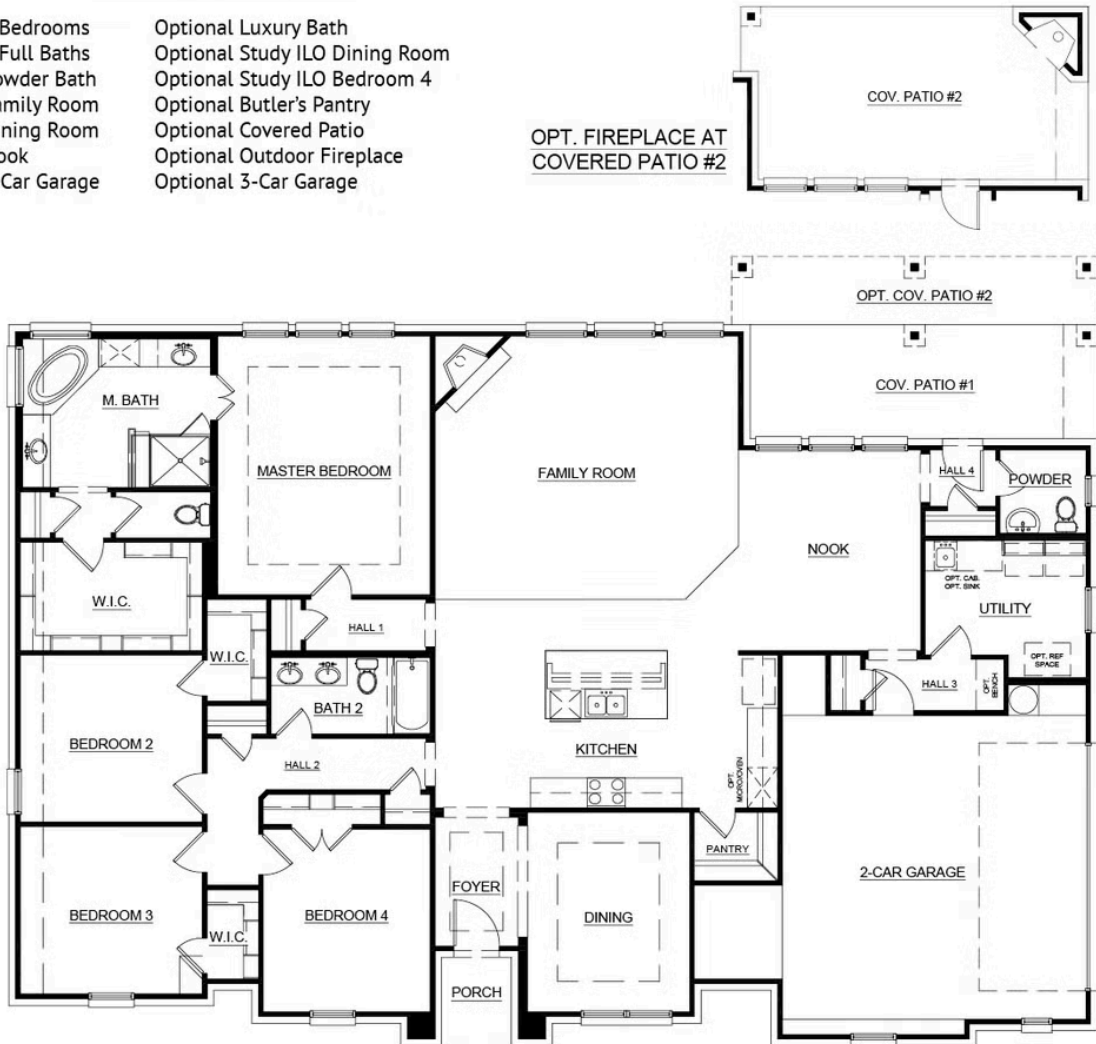 Bedrooms
Full Baths
owder Bath
amily Room
ning Room
ook
Car Garage
Optional Luxury Bath
Optional Study ILO Dining Room
Optional Study ILO Bedroom 4
Optional Butler's Pantry
Optional Covered Patio
Optional Outdoor Fireplace
Optional 3-Car Garage
OPT. FIREPLACE AT
COVERED PATIO #2
COV. PATIO #2
OPT. COV. PATIO #2
COV. PATIO #1
M. BATH
MASTER BEDROOM
FAMILY ROOM
HALL 4
POWDER
NOOK
OPT. CAB.
OPT. SINK
UTILITY
W.I.C.
HALL 1
W.I.C.
OPT. REF
SPACE
HALL 3
OPT.
BENCH
BATH 2
BEDROOM 2
HALL 2
KITCHEN
OPT.
MICRO/OVEN
PANTRY
2-CAR GARAGE
FOYER
BEDROOM 3
BEDROOM 4
DINING
W.I.C.
PORCH